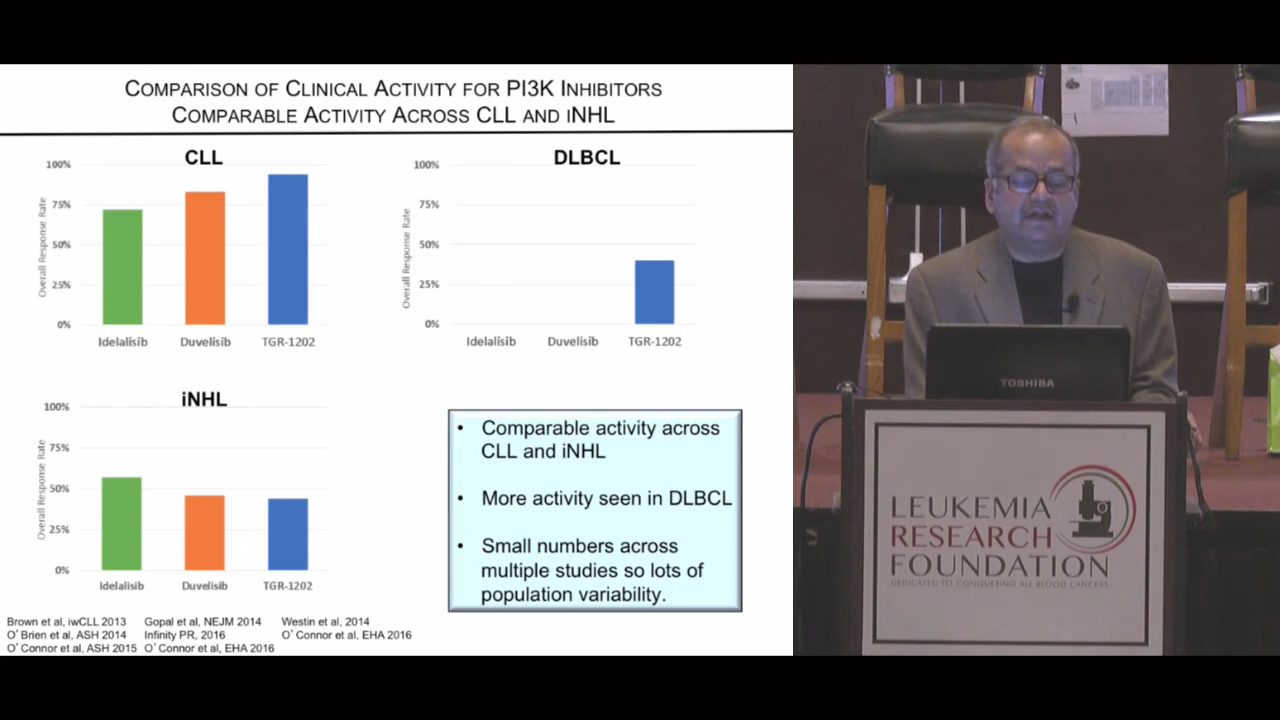 COMPARISON OF CLINICAL ACTIVITY FOR PI3K INHIBITORS
COMPARABLE ACTIVITY ACROSS CLL AND INHL
CLL
100%
75%
50%
25%
0%
Overall Response Rate
Idelalisib Duvelisib TGR-1202
DLBCL
100%
75%
50%
25%
0%
Overall Response Rate
Idelalisib Duvelisib TGR-1202
iNHL
100%
75%
50%
25%
0%
Overall Response Rate
Idelalisib Duvelisib TGR-1202
• Comparable activity across
CLL and iNHL
• More activity seen in DLBCL
• Small numbers across
multiple studies so lots of
population variability.
Brown et al, iwCLL 2013 Gopal et al, NEJM 2014 Westin et al, 2014
O' Brien et al, ASH 2014 Infinity PR, 2016 O' Connor et al, EHA 2016
O' Connor et al, ASH 2015 O' Connor et al, EHA 2016
TOSHIBA
LEUKEMIA
RESEARCH
FOUNDATION
DEDICATED TO CONQUERING ALL BLOOD CANCERS